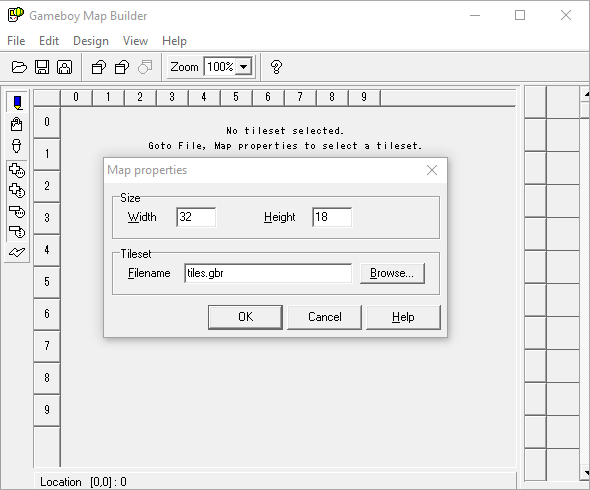 Gameboy Map Builder
File Edit Design View Help
Zoom 100%
0 1 2 3 4 5 6 7 8 9
No tileset selected.
Goto File, Map properties to select a tileset.
0
1
2
3
4
5
6
7
8
9
Map properties
Size
Width 32 Height 18
Tileset
Filename tiles.gbr Browse...
OK Cancel Help
Location [0,0] : 0